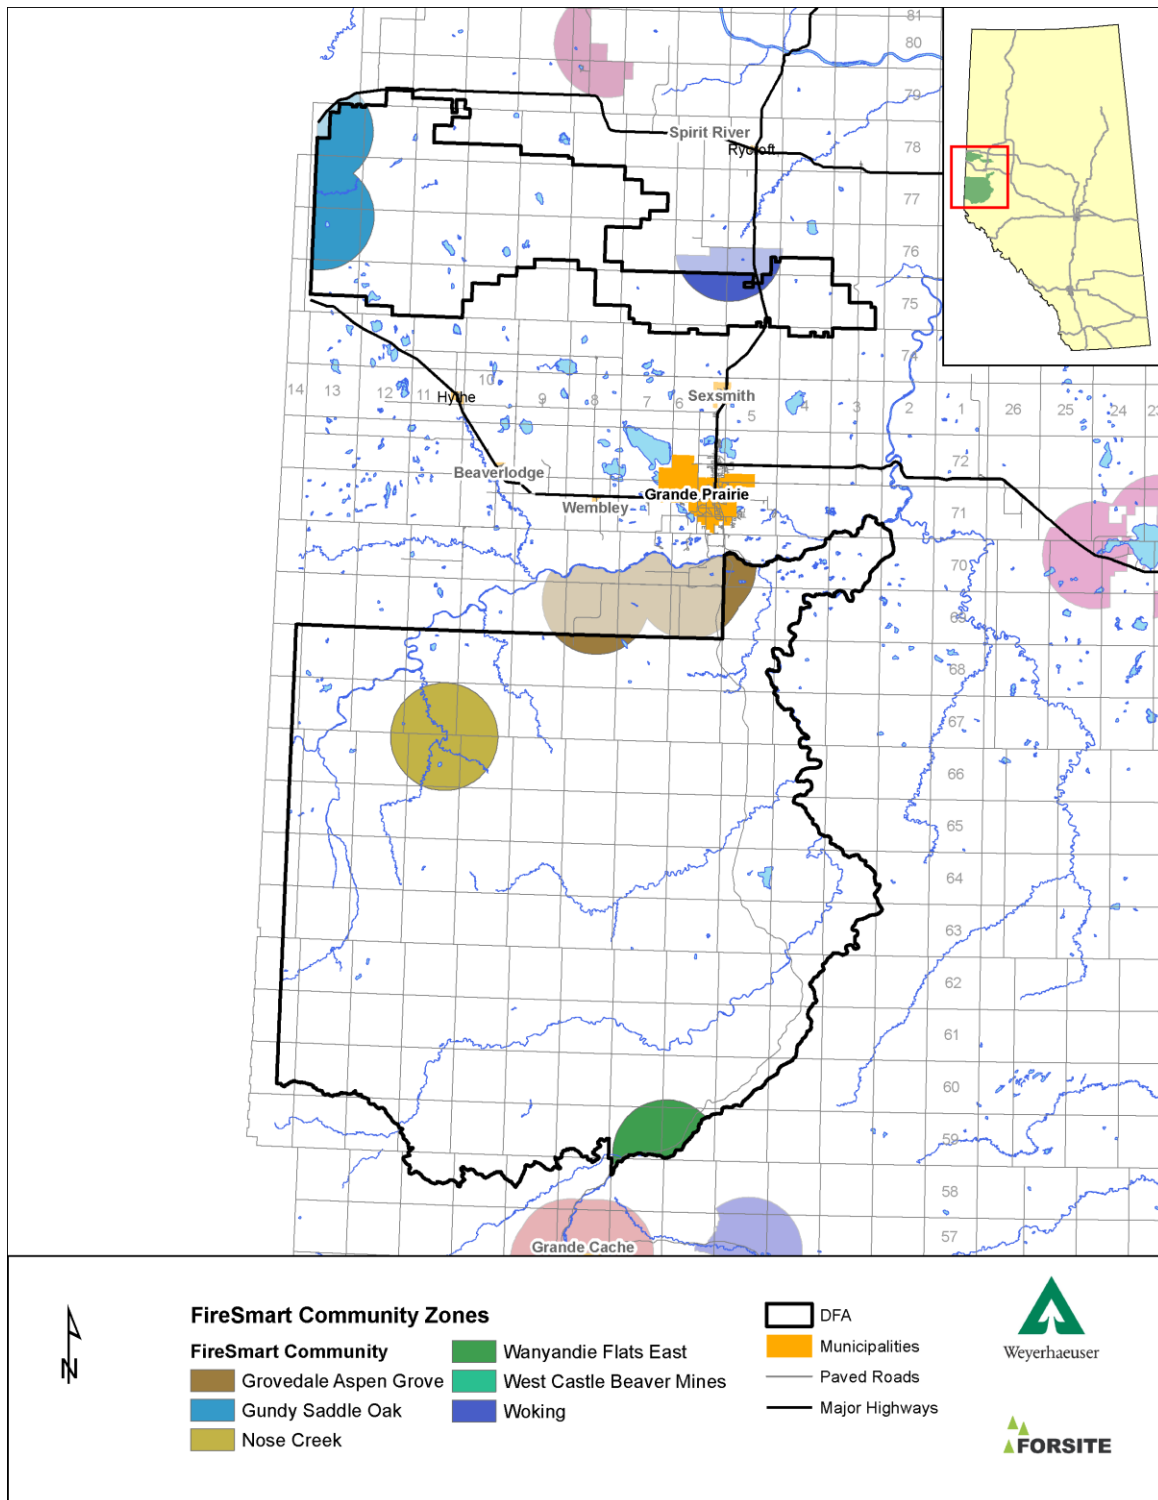 81
80
79
Spirit River
Rycroft
78
77
76
75
74
Sexsmith
14 13 12 11 10 9 8 7 6 5 4 3 2 1 26 25 24 23
Hythe
Beaverlodge
72
Grande Prairie
Wembley
71
70
69
68
67
66
65
64
63
62
61
60
59
58
57
Grande Cache
N
FireSmart Community Zones
FireSmart Community
Grovedale Aspen Grove
Gundy Saddle Oak
Nose Creek
Wanyandie Flats East
West Castle Beaver Mines
Woking
DFA
Municipalities
Paved Roads
Major Highways
Weyerhaeuser
FORSITE